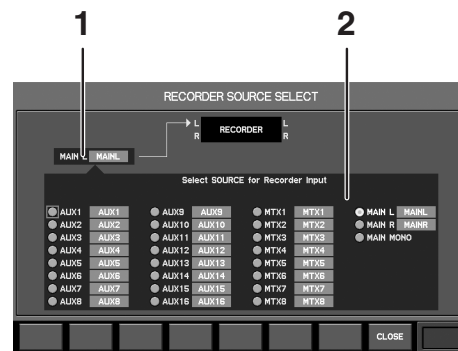 1 2
RECORDER SOURCE SELECT
L RECORDER L
R R
MAIN L MAINL
Select SOURCE for Recorder Input
AUX1 AUX1 AUX9 AUX9 MTX1 MTX1 MAIN L MAINL
AUX2 AUX2 AUX10 AUX10 MTX2 MTX2 MAIN R MAINR
AUX3 AUX3 AUX11 AUX11 MTX3 MTX3 MAIN MONO
AUX4 AUX4 AUX12 AUX12 MTX4 MTX4
AUX5 AUX5 AUX13 AUX13 MTX5 MTX5
AUX6 AUX6 AUX14 AUX14 MTX6 MTX6
AUX7 AUX7 AUX15 AUX15 MTX7 MTX7
AUX8 AUX8 AUX16 AUX16 MTX8 MTX8
CLOSE